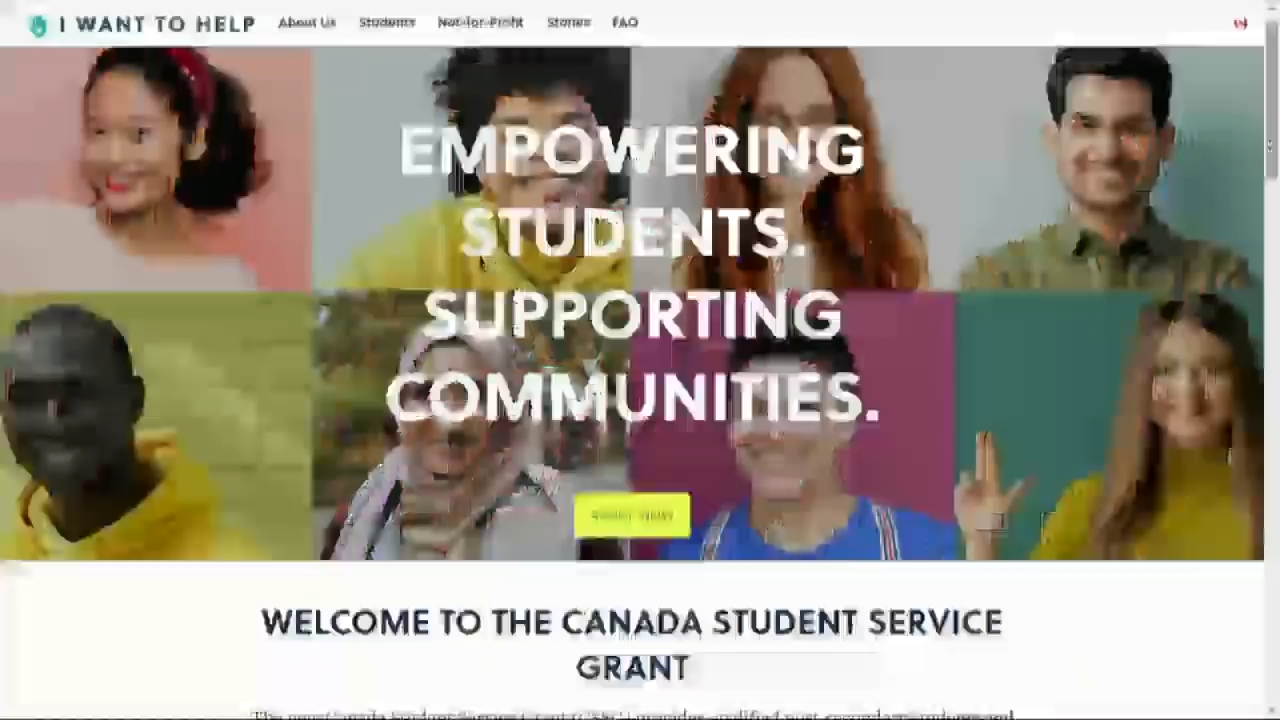 I WANT TO HELP
About Us Students Not-for-Profit Stories FAQ
EMPOWERING
STUDENTS.
SUPPORTING
COMMUNITIES.
WELCOME TO THE CANADA STUDENT SERVICE
GRANT